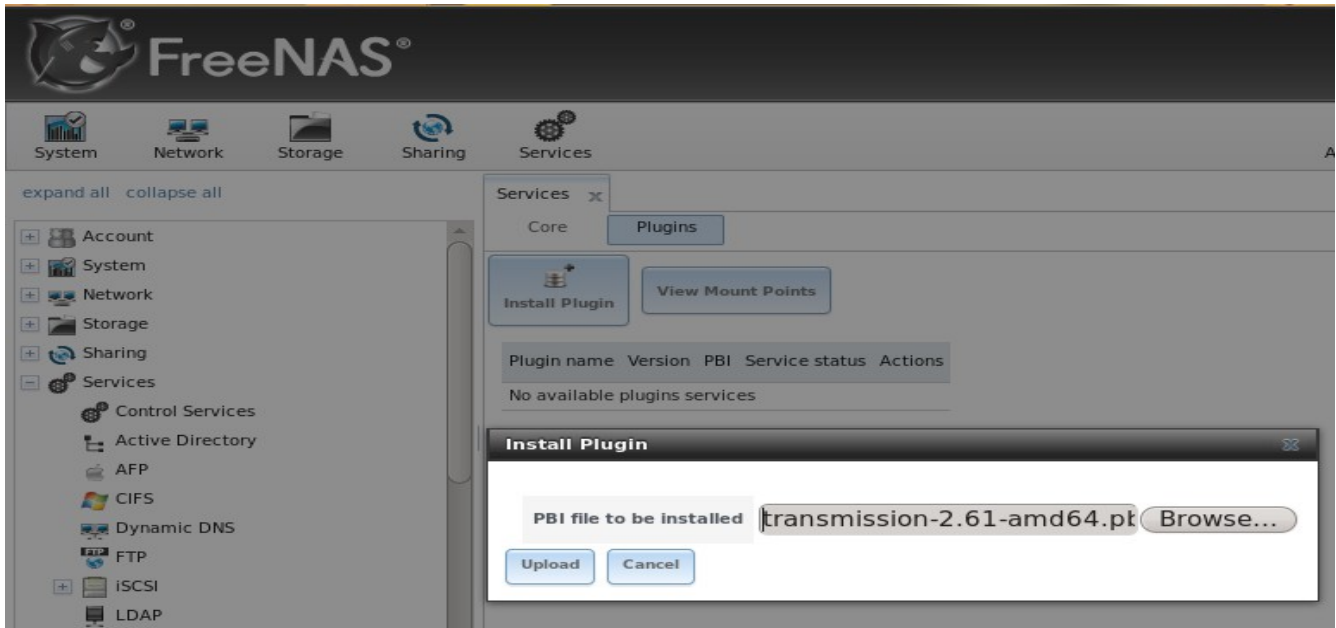 FreeNAS®
System Network Storage Sharing Services A
expand all collapse all
Services
Core Plugins
Account
System
Network
Storage
Sharing
Services
Control Services
Active Directory
AFP
CIFS
Dynamic DNS
FTP
iSCSI
LDAP
Install Plugin
View Mount Points
Plugin name Version PBI Service status Actions
No available plugins services
Install Plugin
PBI file to be installed transmission-2.61-amd64.pb Browse...
Upload Cancel